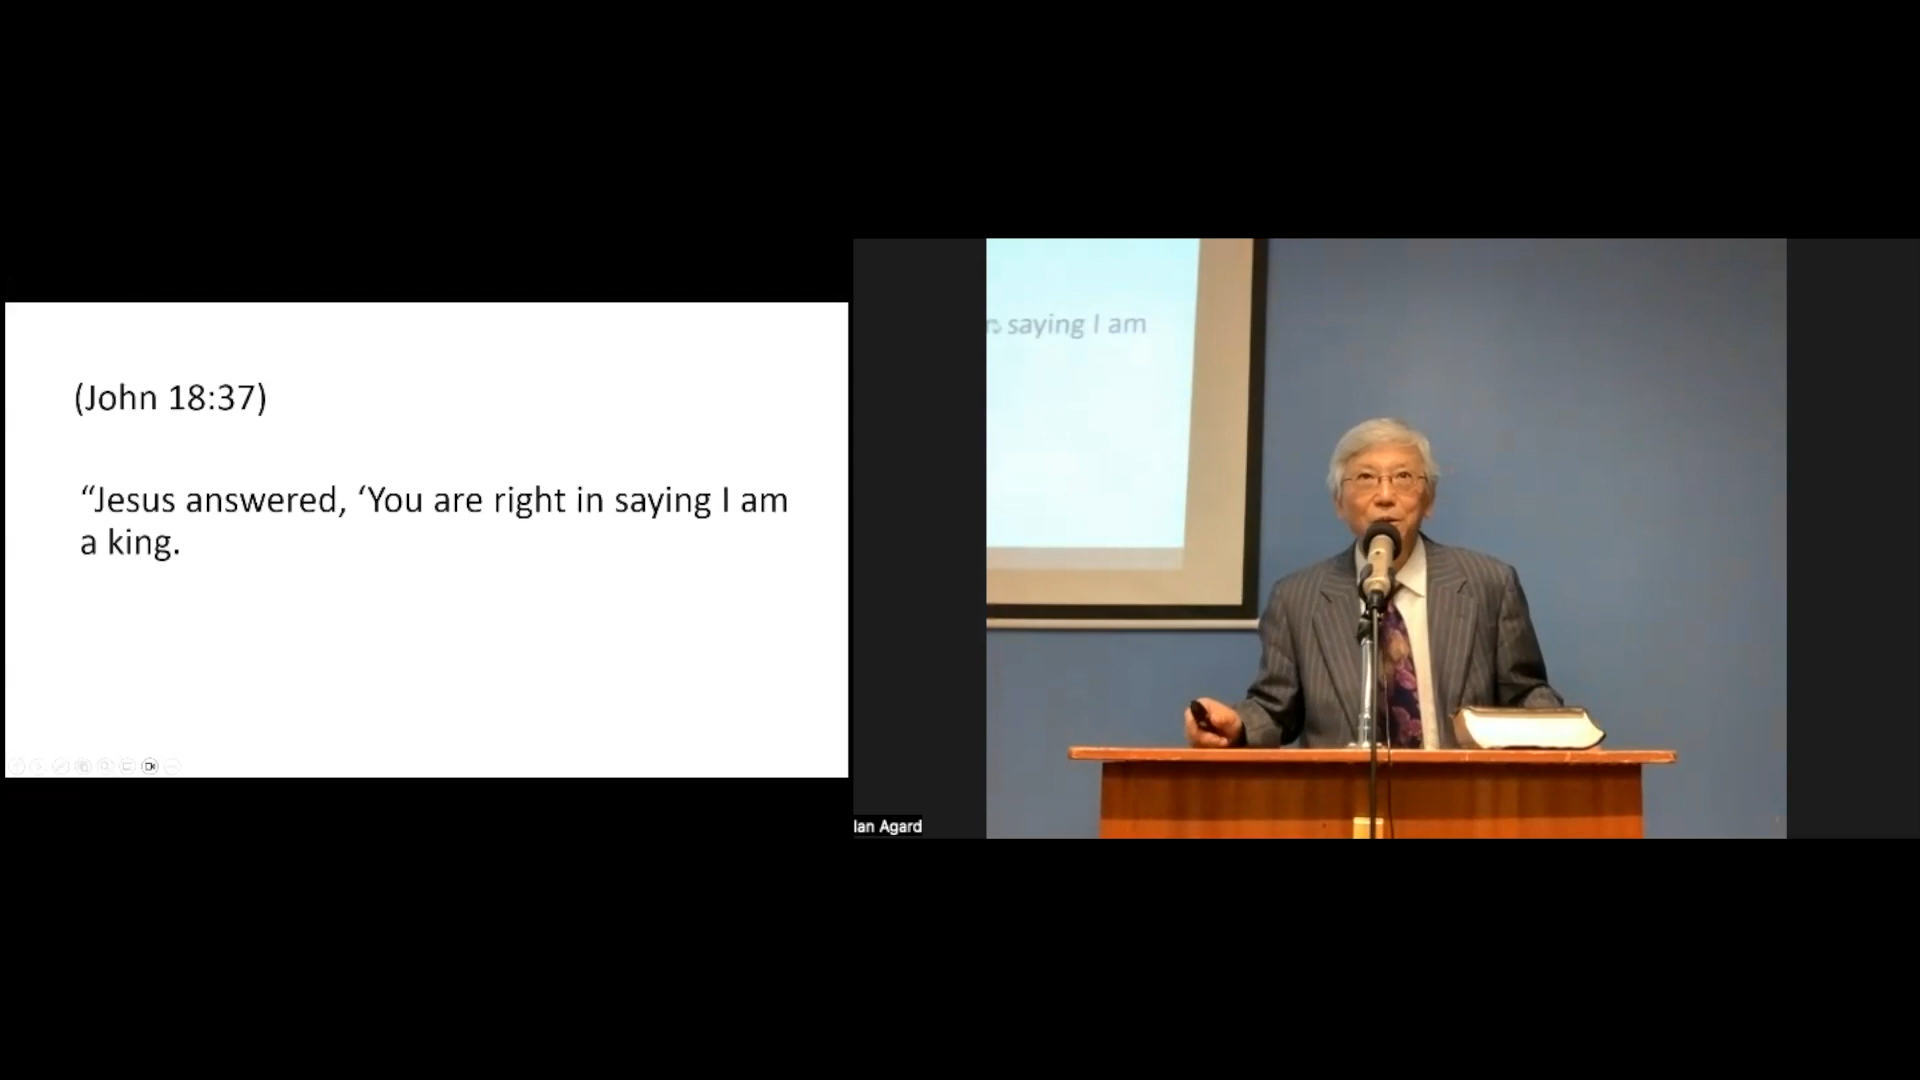 (John 18:37)
“Jesus answered, ‘You are right in saying I am
a king.
saying I am
Ian Agard